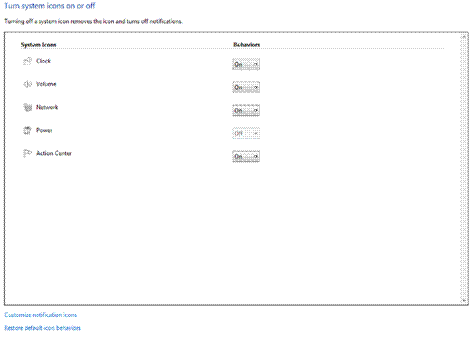 Turn system icons on or off
Turning off a system icon removes the icon and turns off notifications.
System Icons Behaviors
Clock On
Volume On
Network On
Power Off
Action Center On
Customize notification icons
Restore default icon behaviors